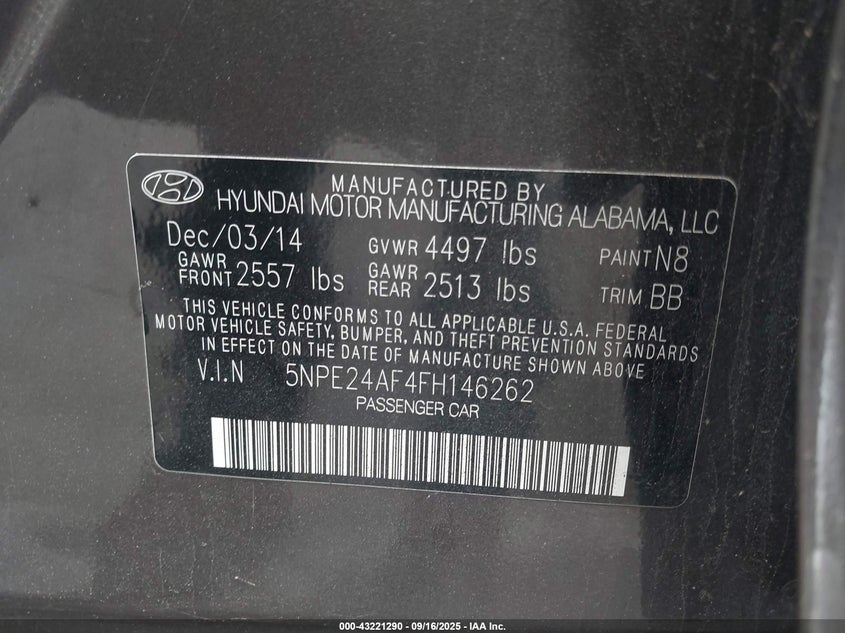 MANUFACTURED BY
HYUNDAI MOTOR MANUFACTURING ALABAMA, LLC
Dec/03/14 GVWR 4497 lbs PAINT N8
GAWR FRONT 2557 lbs GAWR REAR 2513 lbs TRIM BB
THIS VEHICLE CONFORMS TO ALL APPLICABLE U.S.A. FEDERAL
MOTOR VEHICLE SAFETY, BUMPER, AND THEFT PREVENTION STANDARDS
IN EFFECT ON THE DATE OF MANUFACTURE SHOWN ABOVE
V.I.N 5NPE24AF4FH146262
PASSENGER CAR
000-43221290 - 09/16/2025 - IAA Inc.